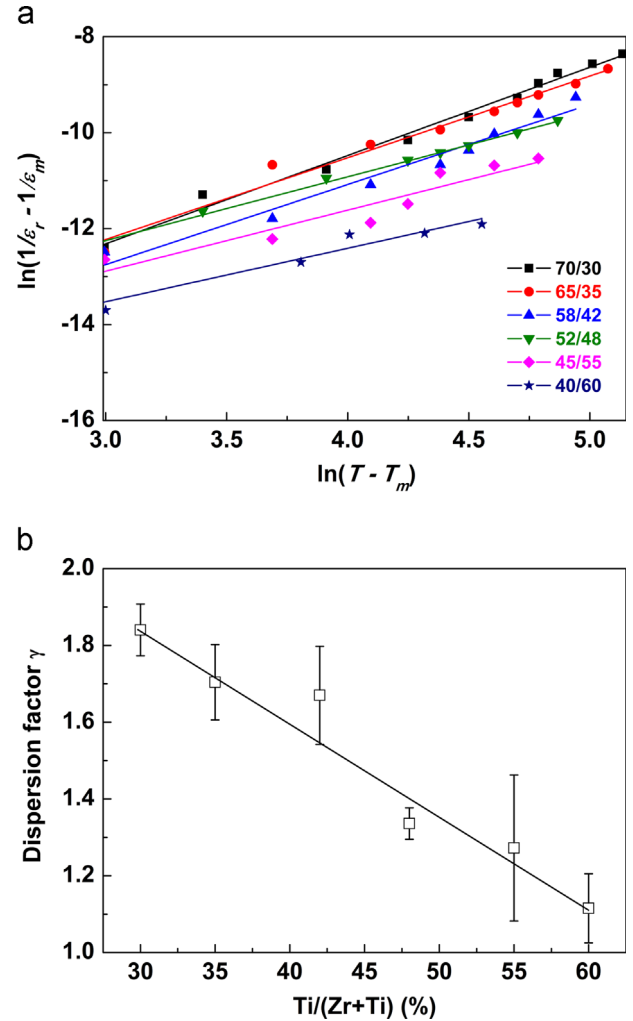 a
-8
-10
-12
-14
-16
ln(1/εr - 1/εm)
70/30
65/35
58/42
52/48
45/55
40/60
3.0 3.5 4.0 4.5 5.0
ln(T - Tm)
b
2.0
1.8
1.6
1.4
1.2
1.0
Dispersion factor γ
30 35 40 45 50 55 60
Ti/(Zr+Ti) (%)